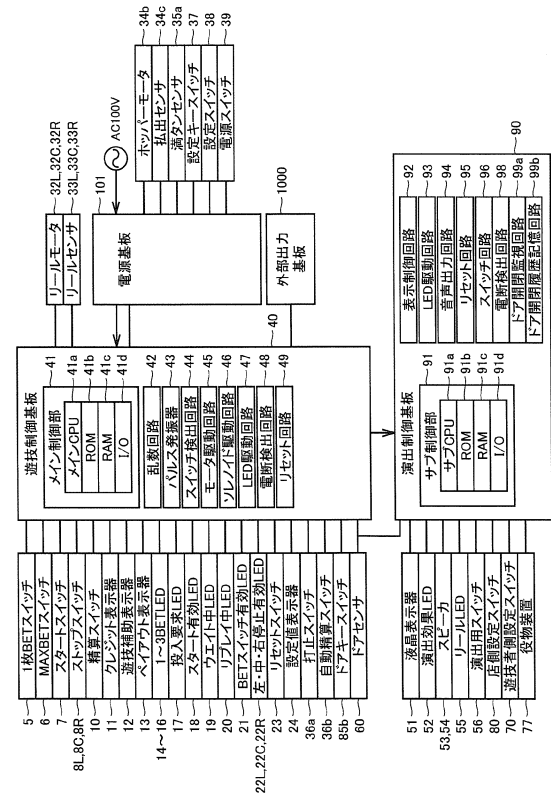 5 1枚BETスイッチ
6 MAXBETスイッチ
7 スタートスイッチ
8L,8C,8R ストップスイッチ
10 精算スイッチ
11 クレジット表示器
12 遊技補助表示器
13 ペイアウト表示器
14〜16 1〜3BETLED
17 投入要求LED
18 スタート有効LED
19 ウエイト中LED
20 リプレイ中LED
21 BETスイッチ有効LED
22L,22C,22R 左・中・右停止有効LED
23 リセットスイッチ
24 設定値表示器
36a 打止スイッチ
36b 自動精算スイッチ
85b ドアキースイッチ
60 ドアセンサ
遊技制御基板
40
メイン制御部 41
メインCPU 41a
ROM 41b
RAM 41c
I/O 41d
乱数回路 42
パルス発振器 43
スイッチ検出回路 44
モータ駆動回路 45
ソレノイド駆動回路 46
LED駆動回路 47
電断検出回路 48
リセット回路 49
リールモータ 32L,32C,32R
リールセンサ 33L,33C,33R
電源基板
101
AC100V
外部出力基板
1000
ホッパーモータ 34b
払出センサ 34c
満タンセンサ 35a
設定キースイッチ 37
設定スイッチ 38
電源スイッチ 39
51 液晶表示器
52 演出効果LED
53,54 スピーカ
55 リールLED
56 演出用スイッチ
80 店側設定スイッチ
70 遊技者側設定スイッチ
77 役物装置
演出制御基板
90
サブ制御部 91
サブCPU 91a
ROM 91b
RAM 91c
I/O 91d
表示制御回路 92
LED駆動回路 93
音声出力回路 94
リセット回路 95
スイッチ回路 96
電断検出回路 98
ドア開閉監視回路 99a
ドア開閉履歴記憶回路 99b